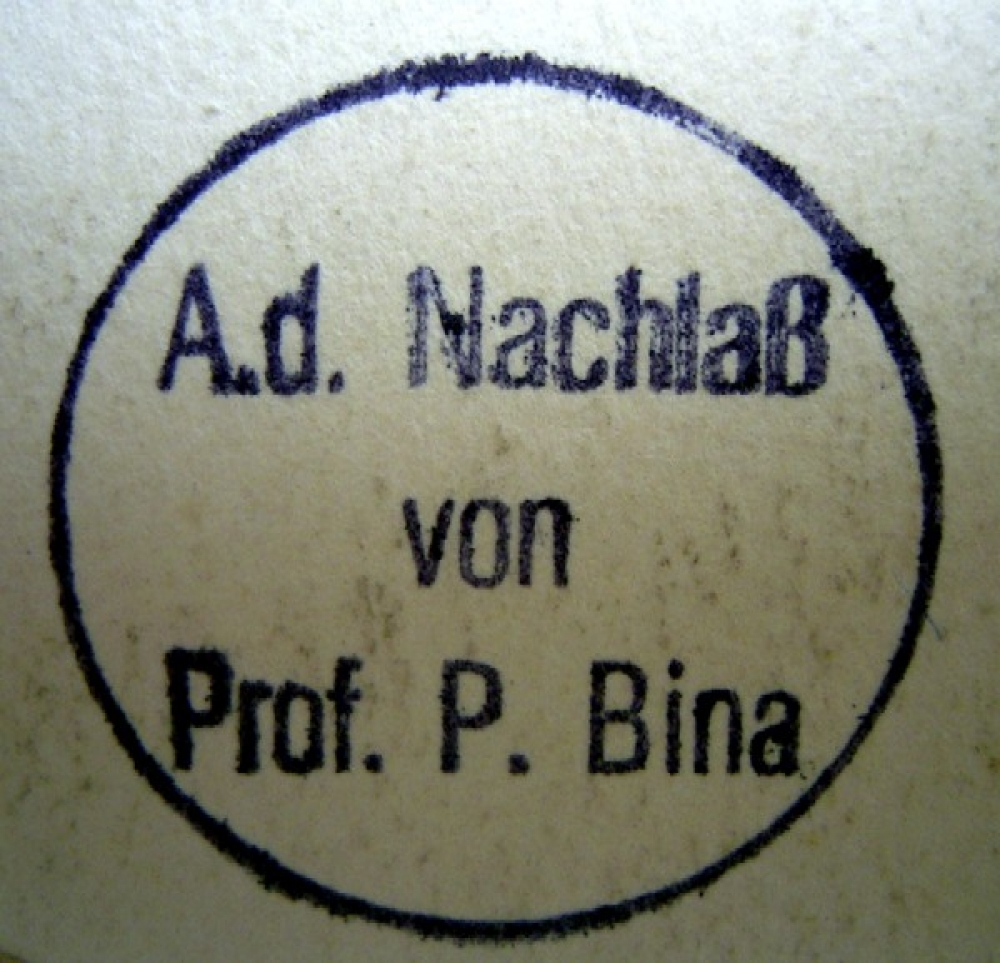 A.d. Nachlaß
von
Prof. P. Bina